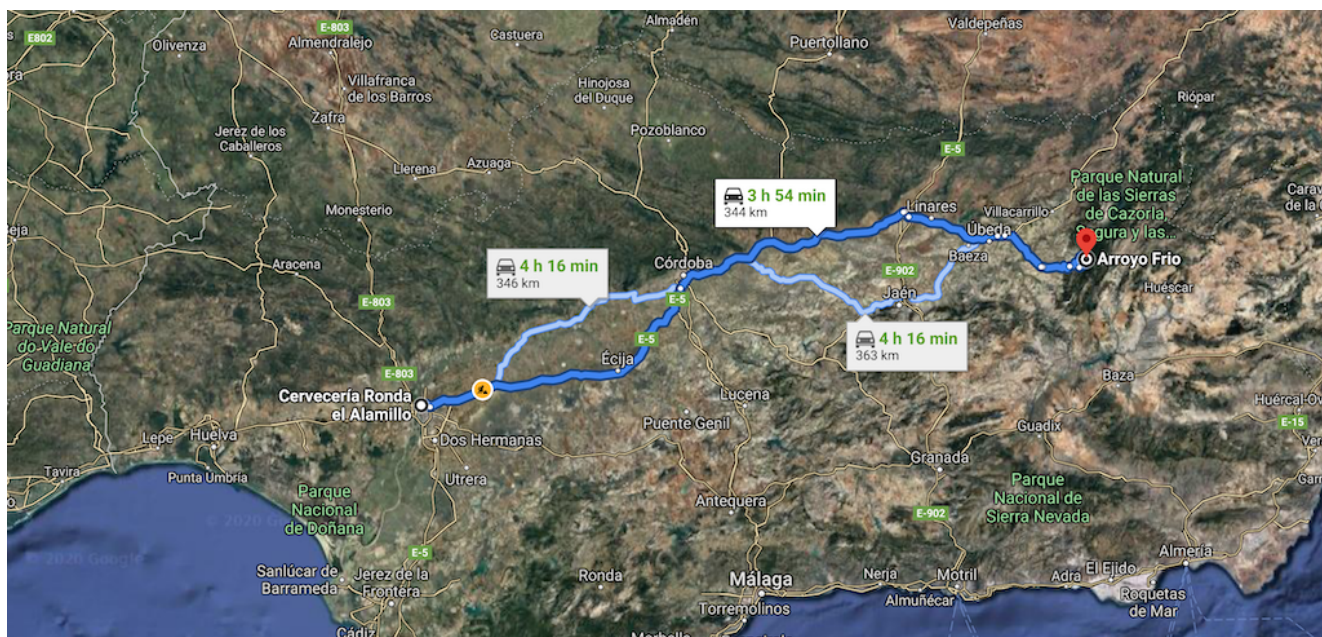 E802
Olivenza
E-803
Almendralejo
Castuera
Almadén
Valdepeñas
Puertollano
Villafranca
de los Barros
Hinojosa
del Duque
Riópar
Zafra
Jerez de los
Caballeros
Pozoblanco
E-5
Llerena
Azuaga
Parque Natural
de las Sierras
de Cazorla,
Segura y las...
3 h 54 min
344 km
Monesterio
Linares
Villacarrillo
Úbeda
Baeza
Arroyo Frio
Córdoba
4 h 16 min
346 km
Aracena
E-902
Huéscar
E-803
E-5
Jaén
Parque Natural
do Vale do
Guadiana
E-5
4 h 16 min
363 km
Écija
E-803
Baza
Cervecería Ronda
el Alamillo
Lucena
Huércal-Ov
Puente Genil
E-15
Guadix
Lepe
Huelva
Dos Hermanas
Granada
Tavira
Punta Umbría
Utrera
Parque
Nacional
de Doñana
Antequera
Parque
Nacional de
Sierra Nevada
E-902
© 2020 Google
E-5
Almería
Sanlúcar de
Barrameda
Jerez de la
Frontera
Ronda
Málaga
Nerja
Motril
Adra
El Ejido
Almuñécar
Roquetas
de Mar
Torremolinos
Cádiz
Marbella